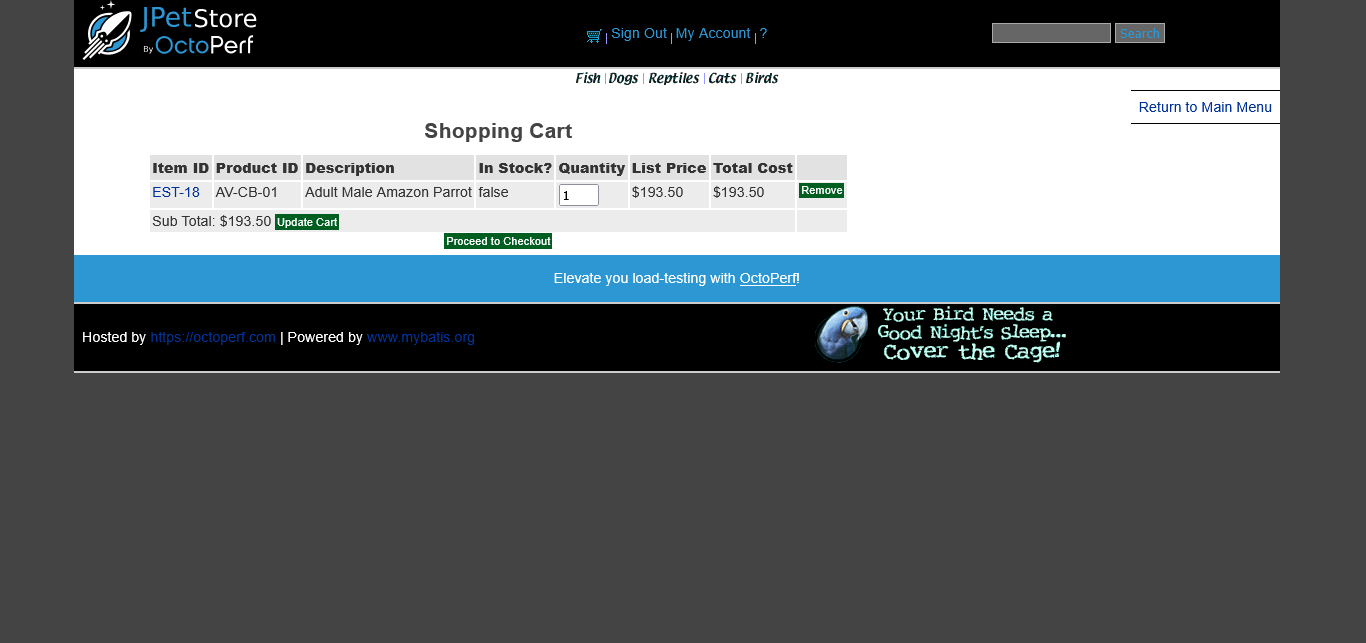 JPetStore
By OctoPerf
Sign Out | My Account | ?
Search
Fish | Dogs | Reptiles | Cats | Birds
Return to Main Menu
Shopping Cart
Item ID Product ID Description In Stock? Quantity List Price Total Cost
EST-18 AV-CB-01 Adult Male Amazon Parrot false 1 $193.50 $193.50 Remove
Sub Total: $193.50 Update Cart
Proceed to Checkout
Elevate you load-testing with OctoPerf!
Hosted by https://octoperf.com | Powered by www.mybatis.org
Your Bird Needs a
Good Night's Sleep...
Cover the Cage!